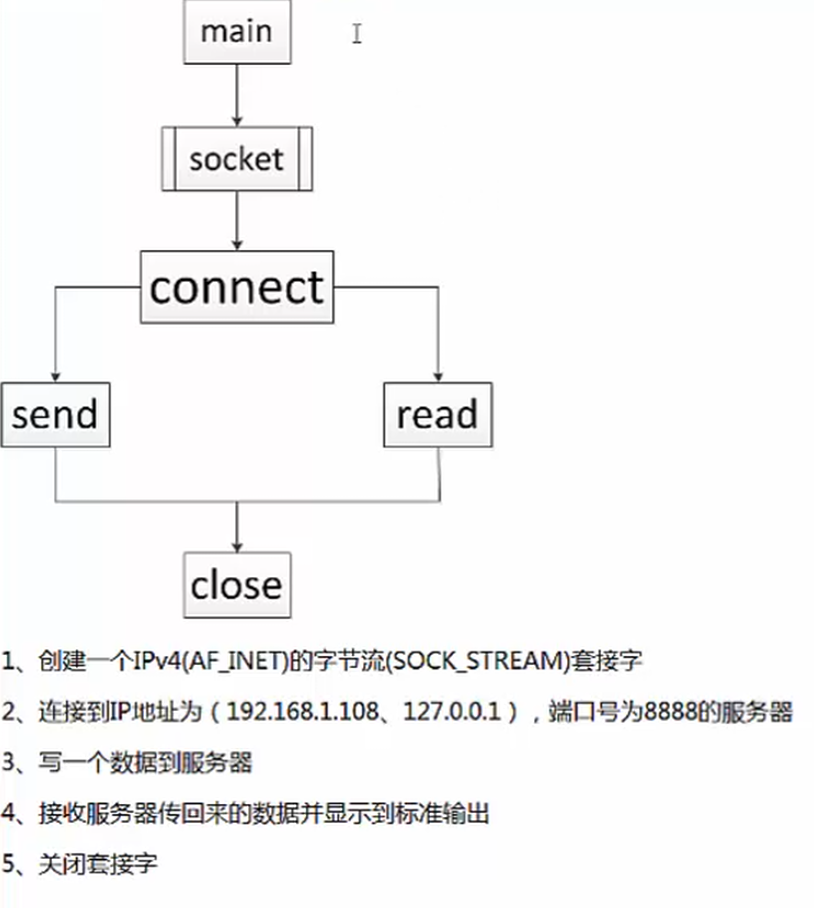 main
socket
connect
send
read
close
1、创建一个IPv4(AF_INET)的字节流(SOCK_STREAM)套接字
2、连接到IP地址为（192.168.1.108、127.0.0.1），端口号为8888的服务器
3、写一个数据到服务器
4、接收服务器传回来的数据并显示到标准输出
5、关闭套接字